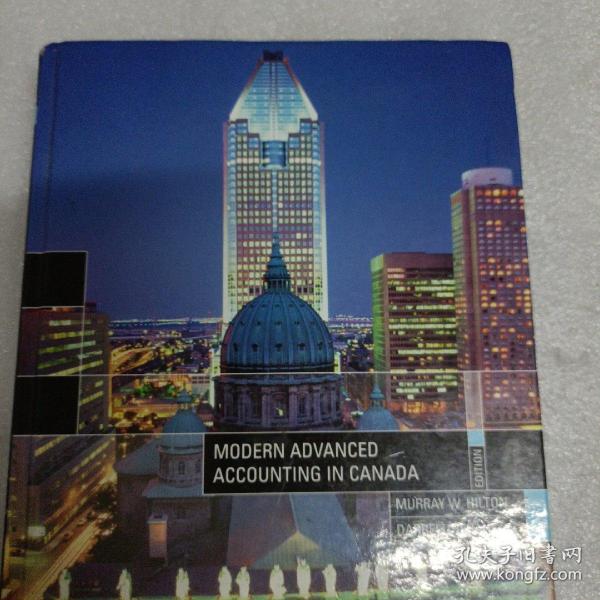 MODERN ADVANCED
ACCOUNTING IN CANADA
EDITION
MURRAY W. HILTON
孔夫子旧书网
www.kongfz.com